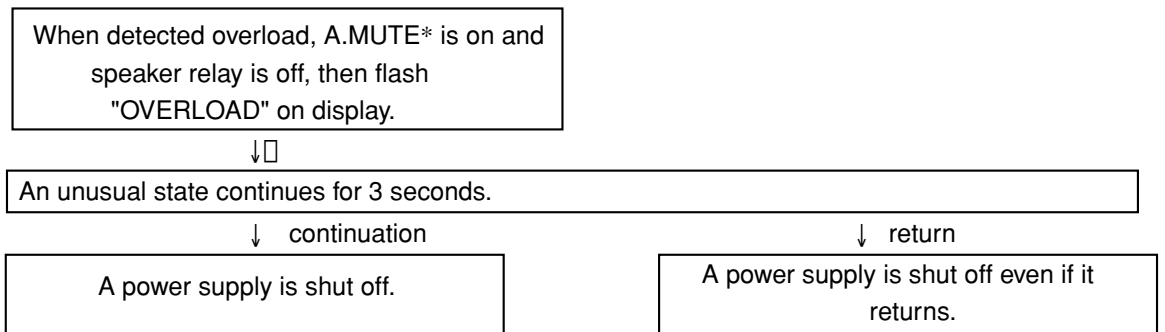 When detected overload, A.MUTE* is on and
speaker relay is off, then flash
"OVERLOAD" on display.
↓□
An unusual state continues for 3 seconds.
↓ continuation ↓ return
A power supply is shut off.
A power supply is shut off even if it
returns.